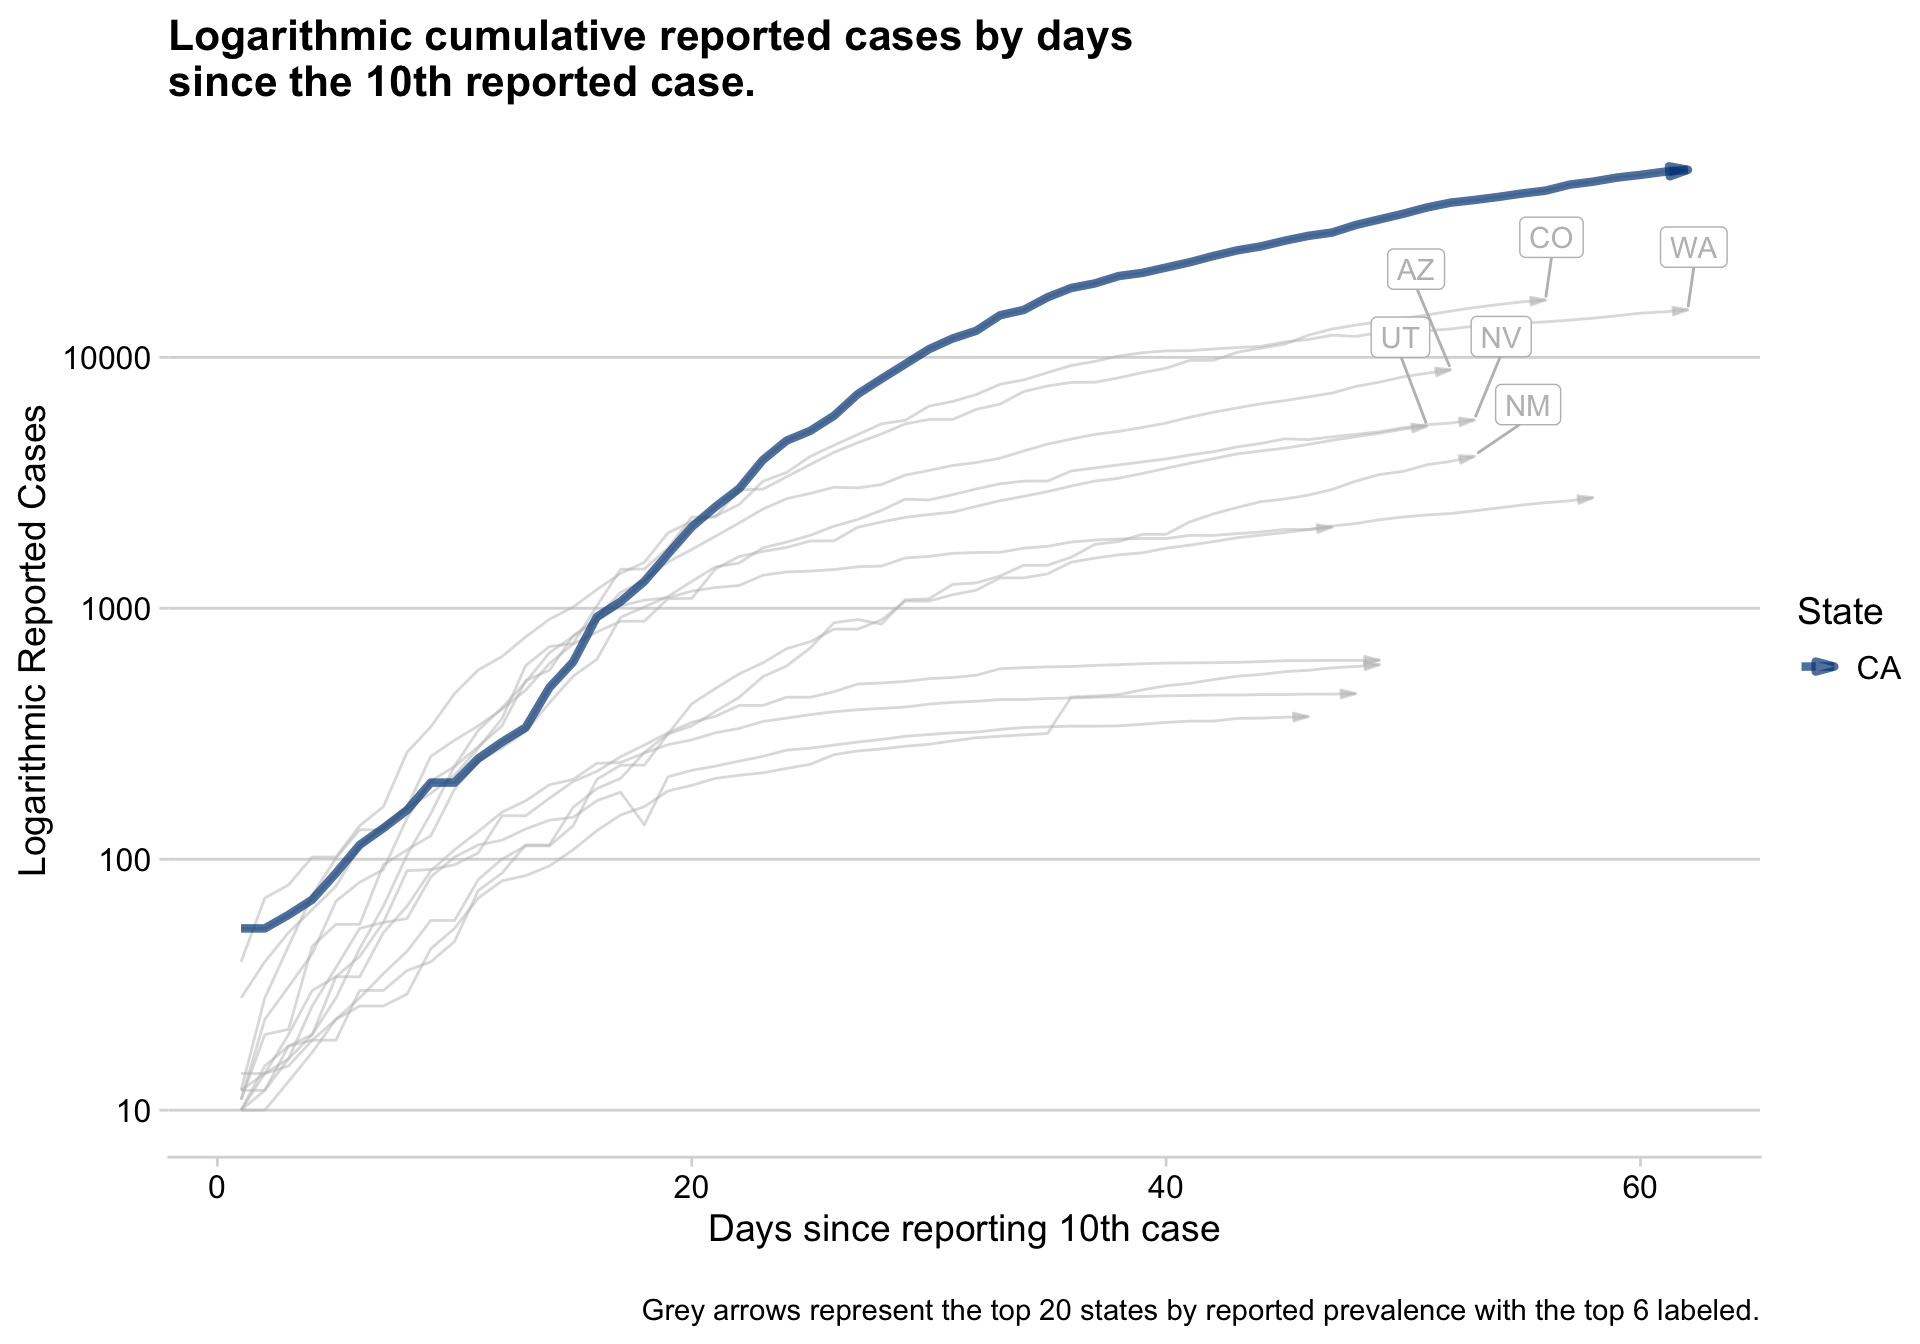 Logarithmic cumulative reported cases by days
since the 10th reported case.
Logarithmic Reported Cases
10000
1000
100
10
CO
WA
AZ
UT
NV
NM
State
CA
0
20
40
60
Days since reporting 10th case
Grey arrows represent the top 20 states by reported prevalence with the top 6 labeled.